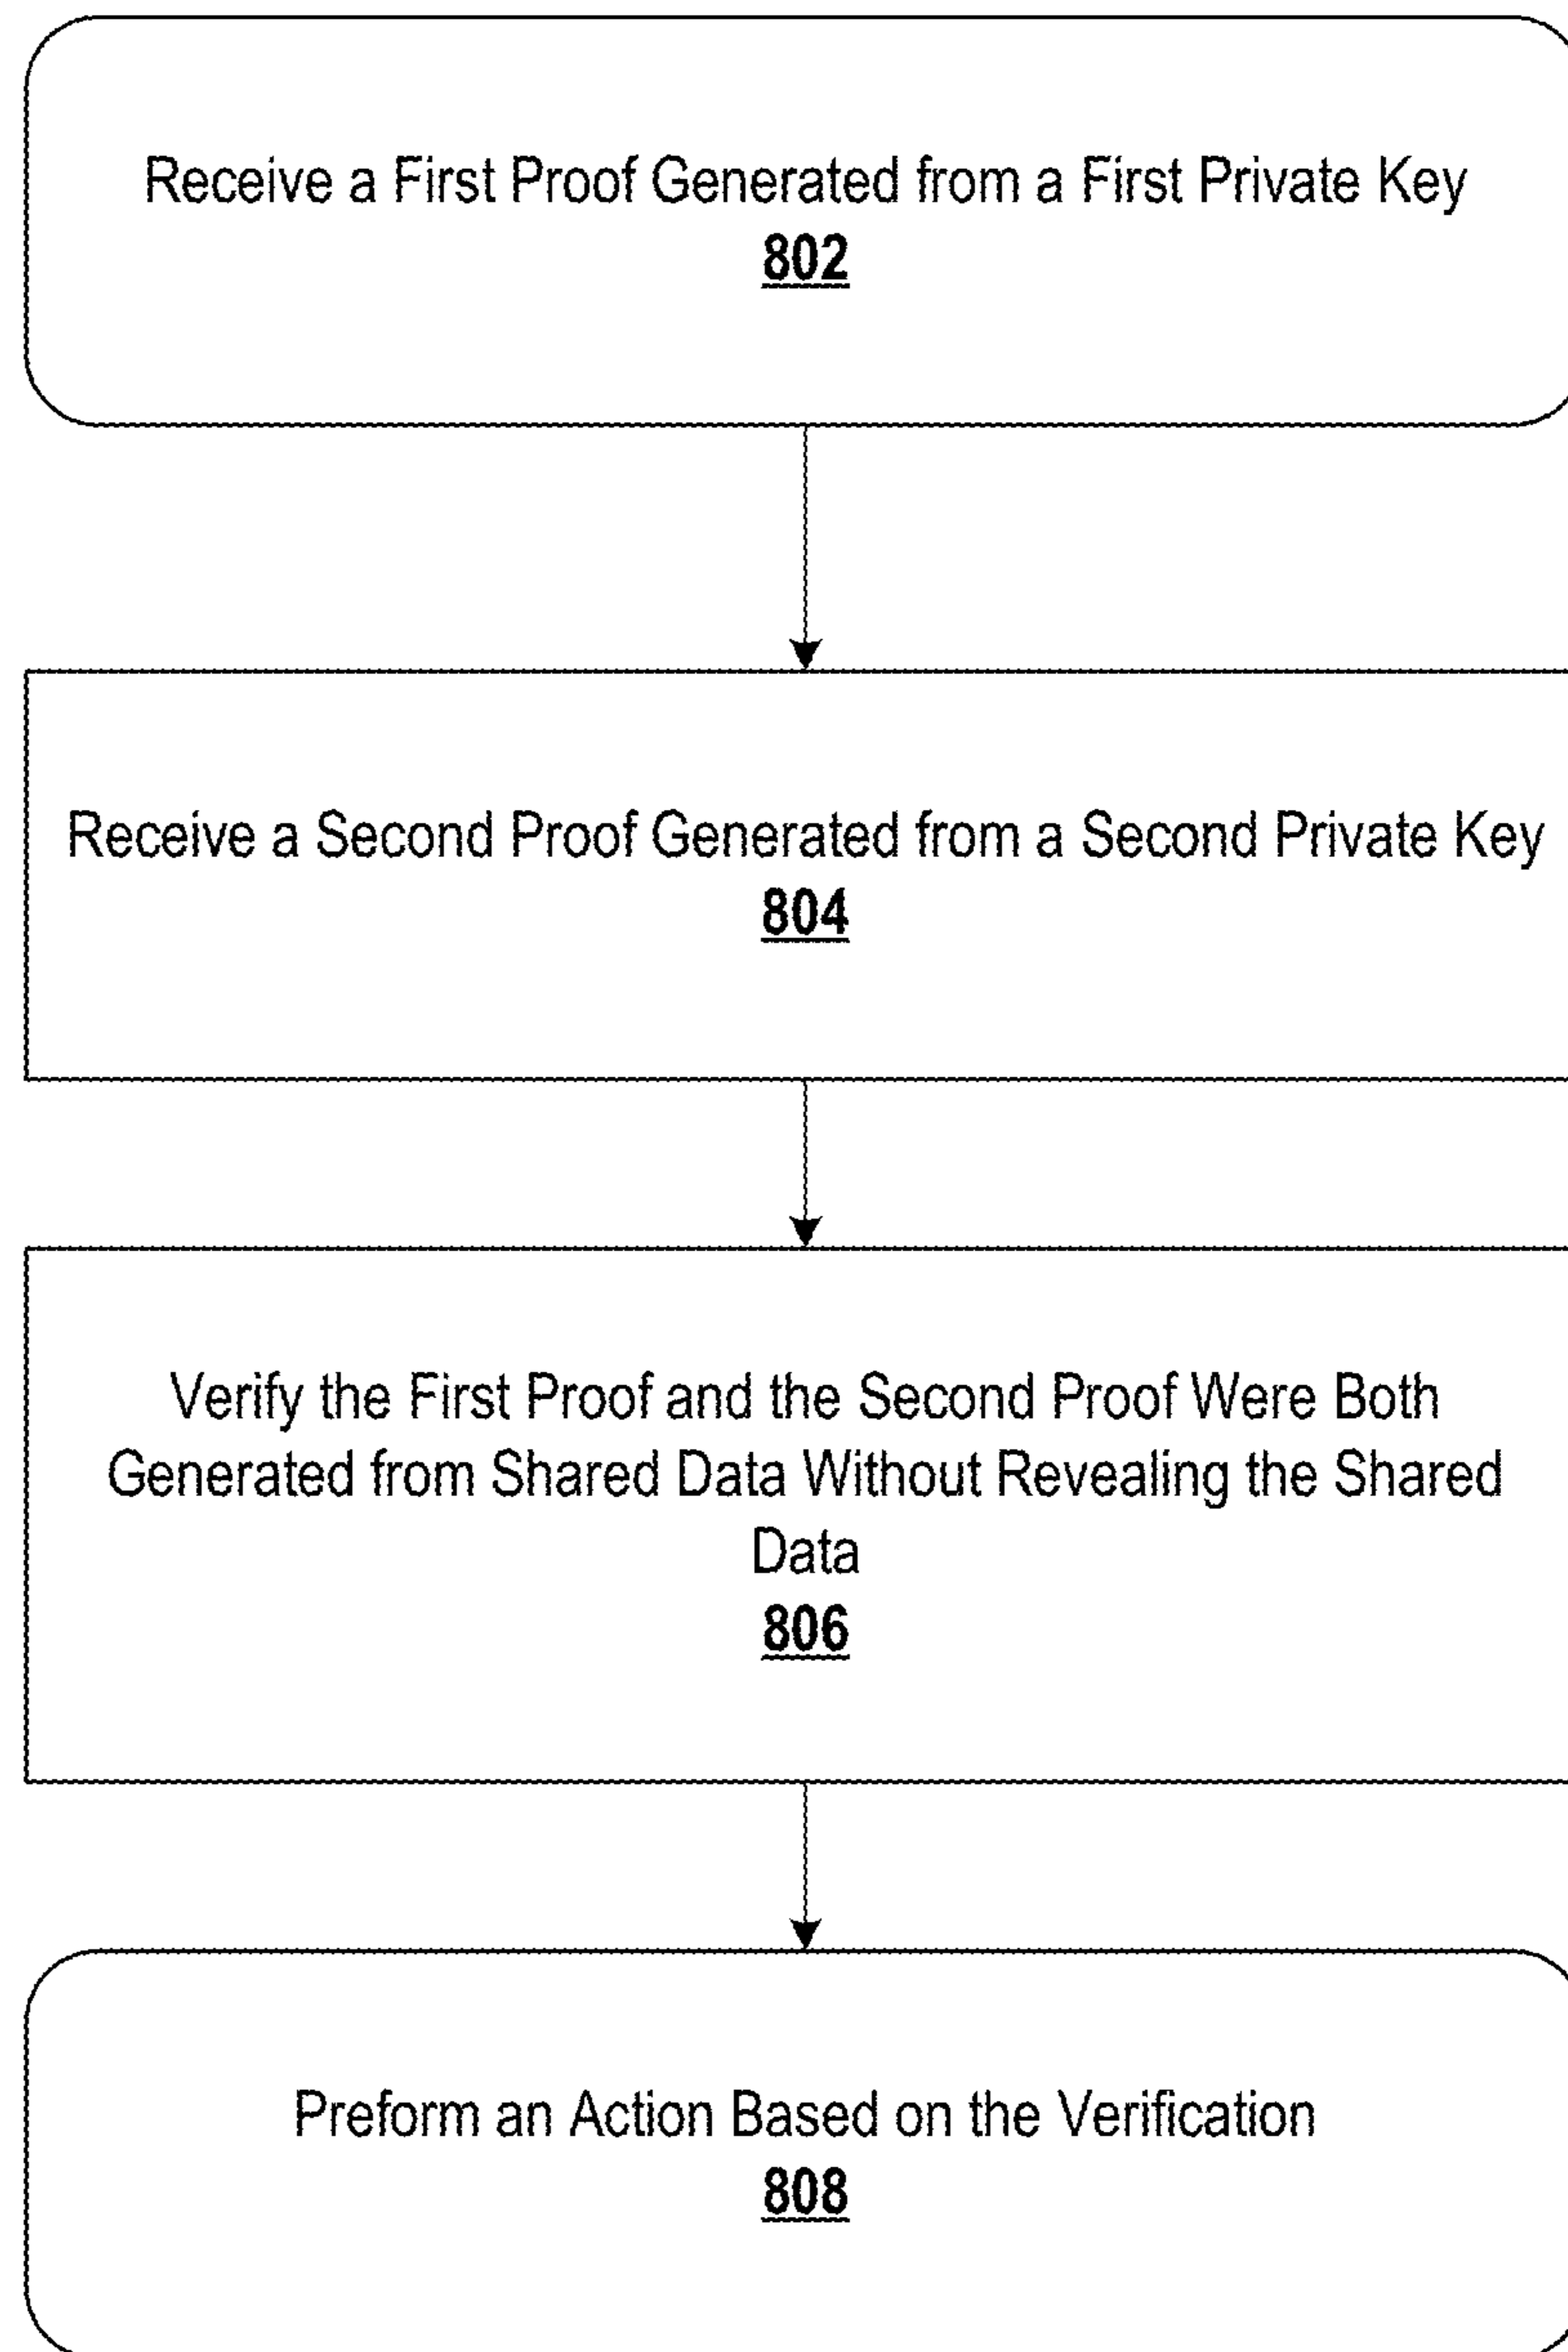 Receive a First Proof Generated from a First Private Key
802
Receive a Second Proof Generated from a Second Private Key
804
Verify the First Proof and the Second Proof Were Both
Generated from Shared Data Without Revealing the Shared
Data
806
Preform an Action Based on the Verification
808